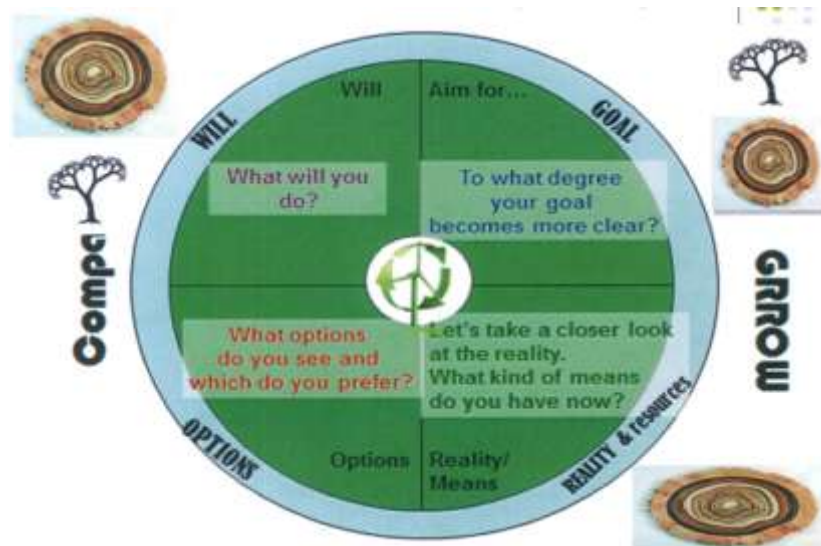 Will
Aim for...
WILL
GOAL
What will you
do?
To what degree
your goal
becomes more clear?
Compa
GRROW
What options
do you see and
which do you prefer?
Let's take a closer look
at the reality.
What kind of means
do you have now?
OPTIONS
REALITY & resources
Options
Reality/
Means